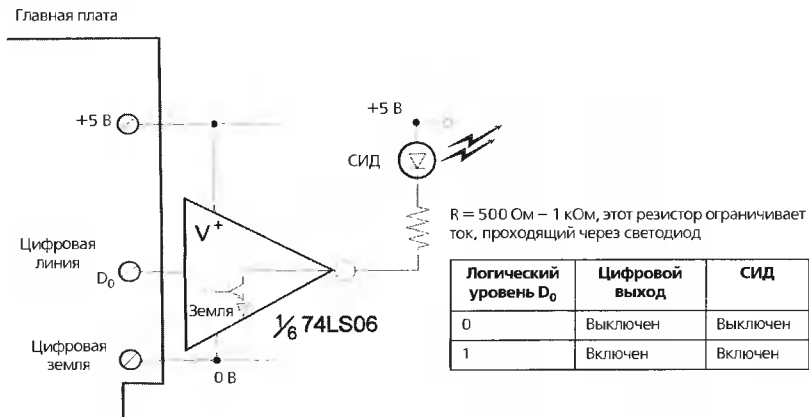 Главная плата
+5 В
+5 В
СИД
V+
R = 500 Ом – 1 кОм, этот резистор ограничивает
ток, проходящий через светодиод
Цифровая
линия
D₀
Земля
1/6 74LS06
Цифровая
земля
0 В
Логический уровень D₀ Цифровой выход СИД
0 Выключен Выключен
1 Включен Включен